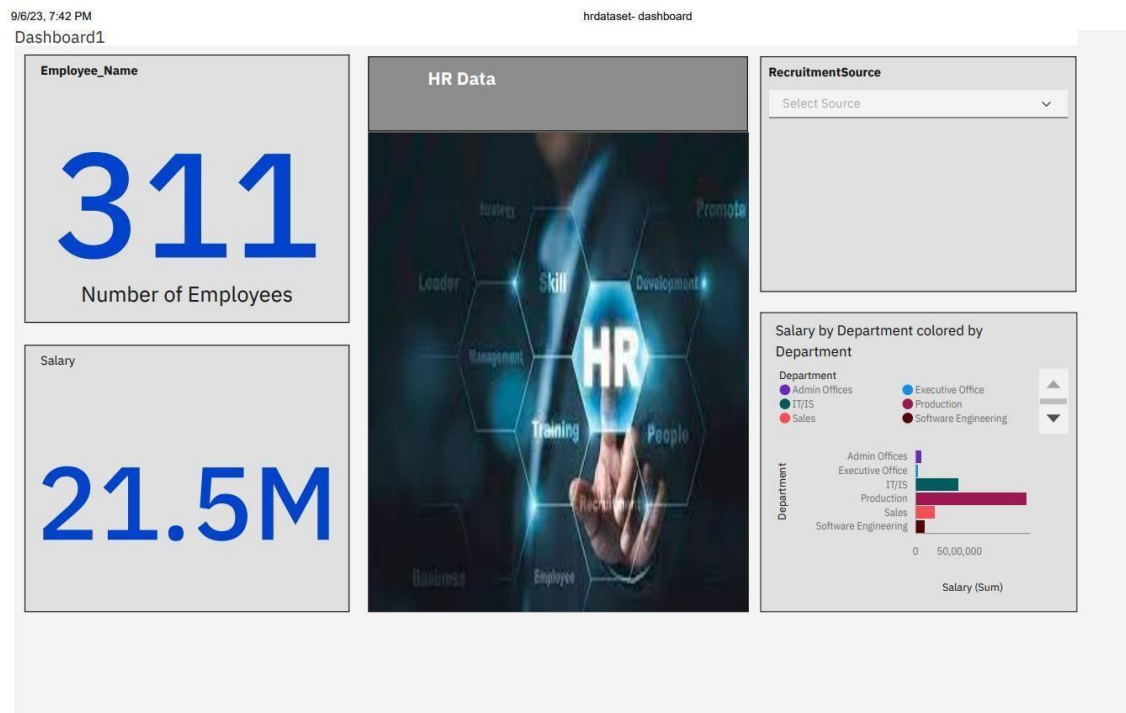 9/6/23, 7:42 PM
hrdataset- dashboard
Dashboard1
Employee_Name
311
Number of Employees
Salary
21.5M
HR Data
Strategy
Promote
Leader
Skill
Development
HR
Management
Training
People
Recruitment
Business
Employee
RecruitmentSource
Select Source
Salary by Department colored by
Department
Department
Admin Offices
Executive Office
IT/IS
Production
Sales
Software Engineering
Department
Admin Offices
Executive Office
IT/IS
Production
Sales
Software Engineering
0 50,00,000
Salary (Sum)